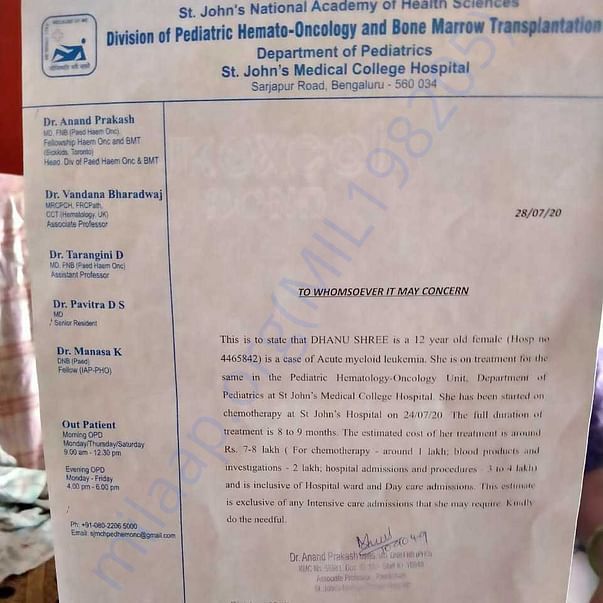 St. John's National Academy of Health Sciences
Division of Pediatric Hemato-Oncology and Bone Marrow Transplantation
Department of Pediatrics
St. John's Medical College Hospital
Sarjapur Road, Bengaluru - 560 034
Dr. Anand Prakash
MD, FNB (Paed Haem Onc)
Fellowship Haem Onc and BMT
(Sickkids, Toronto)
Head, Div of Paed Haem Onc & BMT
Dr. Vandana Bharadwaj
MRCPCH, FRCPath,
CCT (Hematology, UK)
Associate Professor
Dr. Tarangini D
MD, FNB (Paed Haem Onc)
Assistant Professor
Dr. Pavitra D S
MD
Senior Resident
Dr. Manasa K
DNB (Paed)
Fellow (IAP-PHO)
Out Patient
Morning OPD
Monday/Thursday/Saturday
9.00 am - 12.30 pm
Evening OPD
Monday - Friday
4.00 pm - 6.00 pm
Ph: +91-080-2206 5000
Email: sjmchpedhemonc@gmail.com
28/07/20
TO WHOMSOEVER IT MAY CONCERN
This is to state that DHANU SHREE is a 12 year old female (Hosp no
4465842) is a case of Acute myeloid leukemia. She is on treatment for the
same in the Pediatric Hematology-Oncology Unit, Department of
Pediatrics at St John's Medical College Hospital. She has been started on
chemotherapy at St John's Hospital on 24/07/20. The full duration of
treatment is 8 to 9 months. The estimated cost of her treatment is around
Rs. 7-8 lakh ( For chemotherapy - around 1 lakh; blood products and
investigations - 2 lakh; hospital admissions and procedures - 3 to 4 lakh)
and is inclusive of Hospital ward and Day care admissions. This estimate
is exclusive of any Intensive care admissions that she may require. Kindly
do the needful.
Dr. Anand Prakash
Associate Professor
milaap.org(MIL198205)